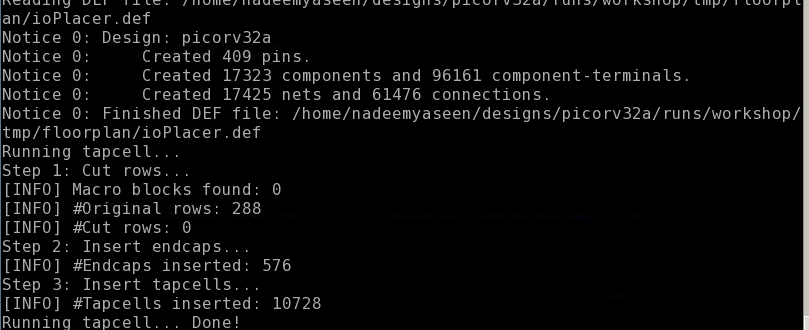 Reading DEF file: /home/nadeemyaseen/designs/picorv32a/runs/workshop/tmp/floorpl
an/ioPlacer.def
Notice 0: Design: picorv32a
Notice 0:     Created 409 pins.
Notice 0:     Created 17323 components and 96161 component-terminals.
Notice 0:     Created 17425 nets and 61476 connections.
Notice 0: Finished DEF file: /home/nadeemyaseen/designs/picorv32a/runs/workshop/
tmp/floorplan/ioPlacer.def
Running tapcell...
Step 1: Cut rows...
[INFO] Macro blocks found: 0
[INFO] #Original rows: 288
[INFO] #Cut rows: 0
Step 2: Insert endcaps...
[INFO] #Endcaps inserted: 576
Step 3: Insert tapcells...
[INFO] #Tapcells inserted: 10728
Running tapcell... Done!